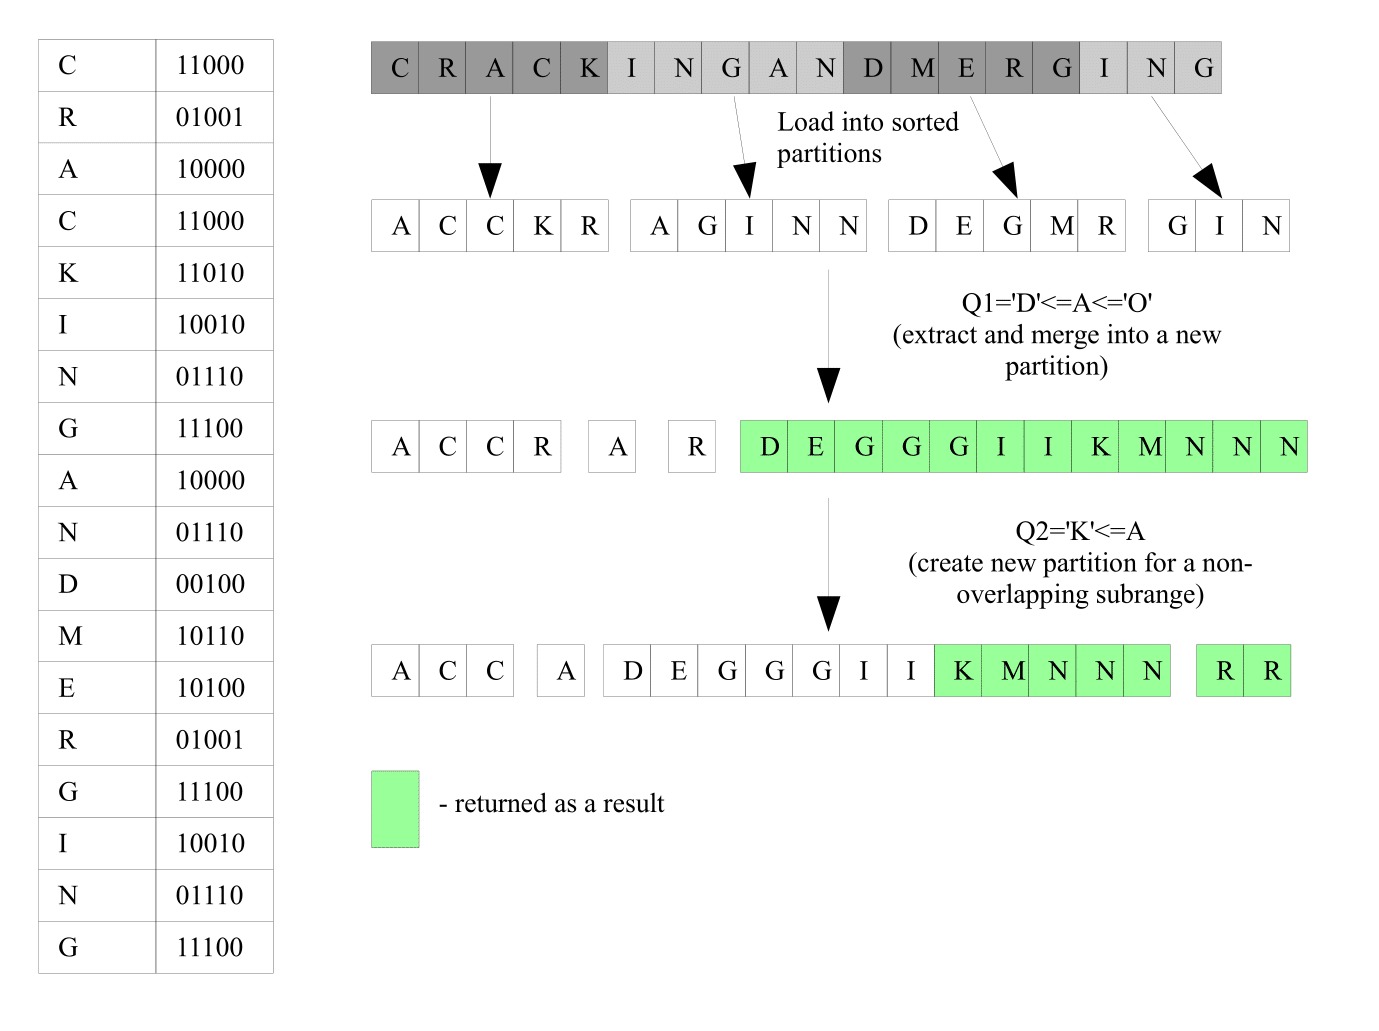 C 11000
R 01001
A 10000
C 11000
K 11010
I 10010
N 01110
G 11100
A 10000
N 01110
D 00100
M 10110
E 10100
R 01001
G 11100
I 10010
N 01110
G 11100
C R A C K I N G A N D M E R G I N G
Load into sorted
partitions
A C C K R A G I N N D E G M R G I N
Q1='D'<=A<='O'
(extract and merge into a new
partition)
A C C R A R D E G G G I I K M N N N
Q2='K'<=A
(create new partition for a non-
overlapping subrange)
A C C A D E G G G I I K M N N N R R
- returned as a result